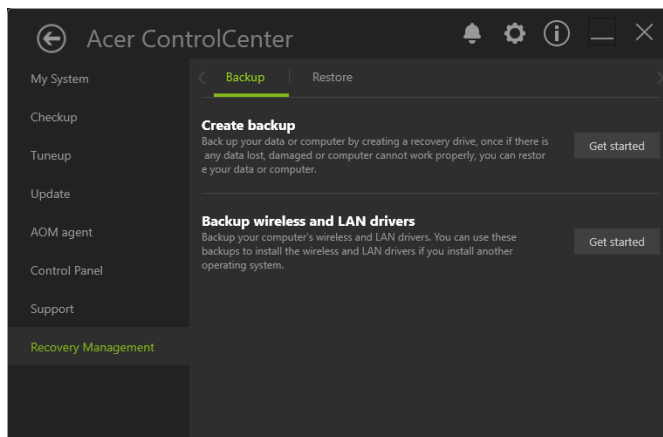 Acer ControlCenter
My System
Backup
Restore
Checkup
Create backup
Back up your data or computer by creating a recovery drive, once if there is
any data lost, damaged or computer cannot work properly, you can restor
e your data or computer.
Get started
Tuneup
Update
Backup wireless and LAN drivers
Backup your computer's wireless and LAN drivers. You can use these
backups to install the wireless and LAN drivers if you install another
operating system.
Get started
AOM agent
Control Panel
Support
Recovery Management